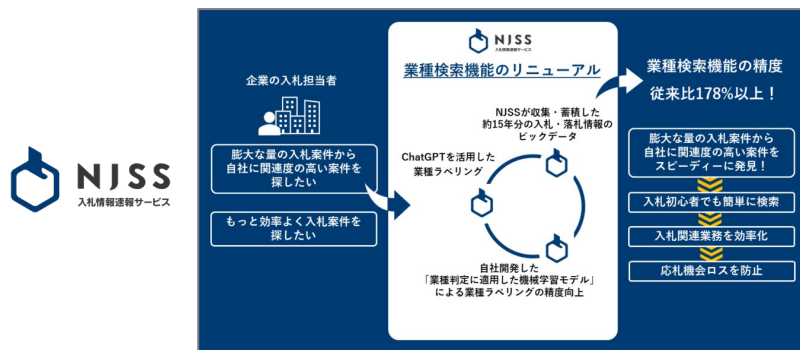 NJSS
入札情報速報サービス
企業の入札担当者
膨大な量の入札案件から
自社に関連度の高い案件を
探したい
もっと効率よく入札案件を
探したい
NJSS
入札情報速報サービス
業種検索機能のリニューアル
NJSSが収集・蓄積した
約15年分の入札・落札情報の
ビックデータ
ChatGPTを活用した
業種ラベリング
自社開発した
「業種判定に適用した機械学習モデル」
による業種ラベリングの精度向上
業種検索機能の精度
従来比178%以上！
膨大な量の入札案件から
自社に関連度の高い案件を
スピーディーに発見！
入札初心者でも簡単に検索
入札関連業務を効率化
応札機会ロスを防止